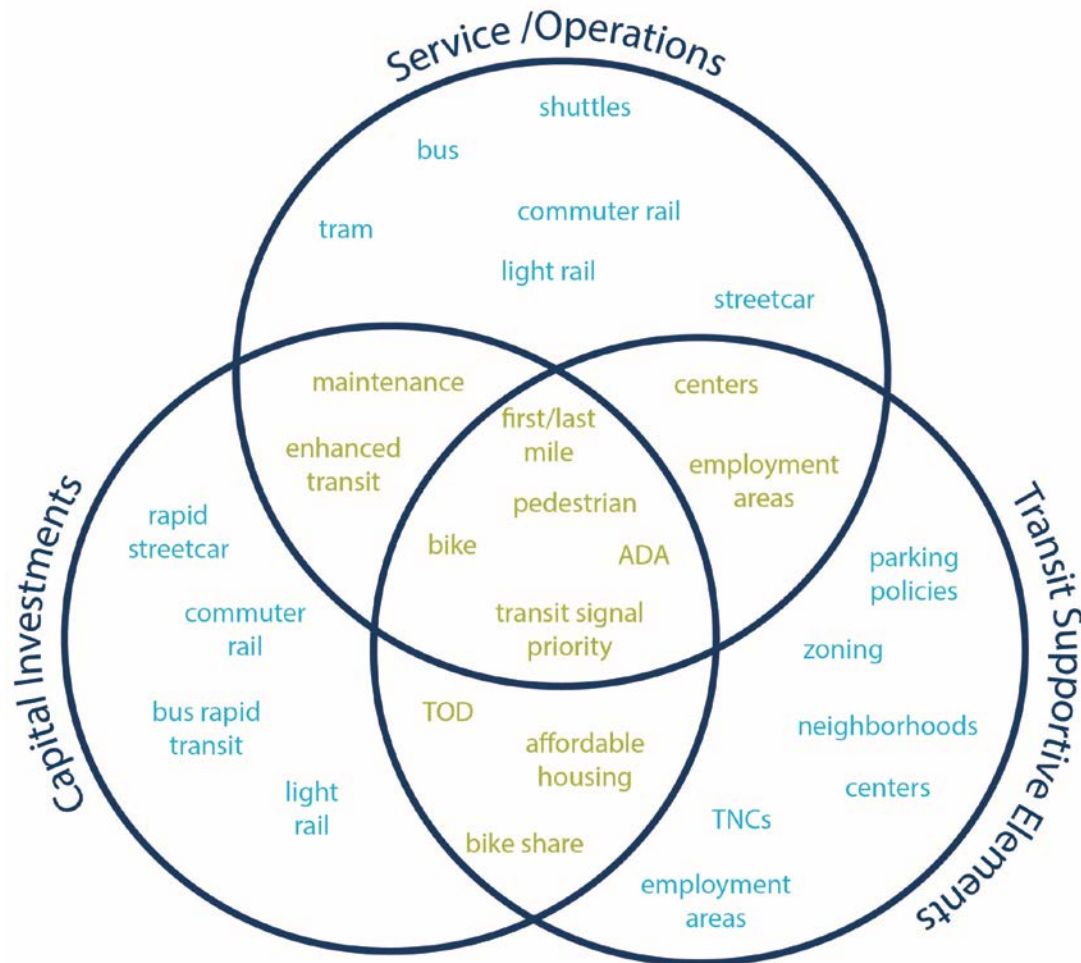 Service /Operations
shuttles
bus
commuter rail
tram
light rail
streetcar
maintenance
centers
first/last
mile
enhanced
transit
employment
areas
pedestrian
bike
ADA
transit signal
priority
Capital Investments
rapid
streetcar
commuter
rail
bus rapid
transit
light
rail
TOD
affordable
housing
bike share
Transit Supportive Elements
parking
policies
zoning
neighborhoods
centers
TNCs
employment
areas